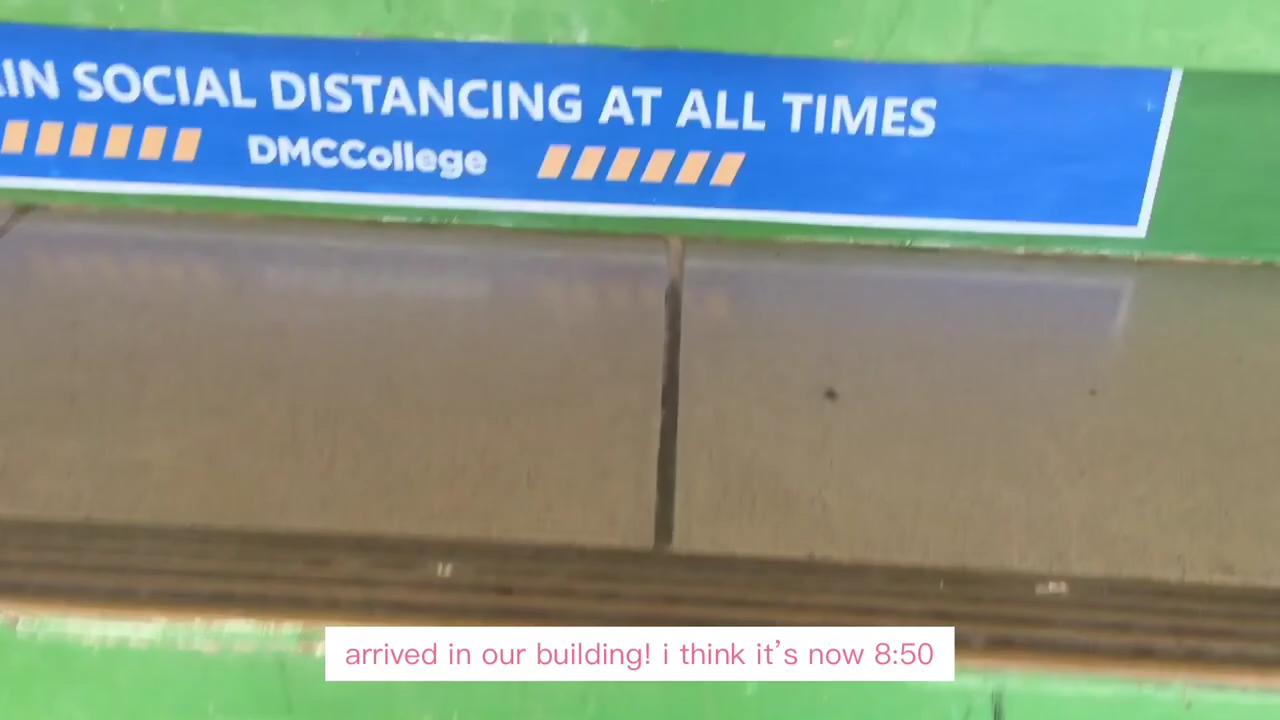 SOCIAL DISTANCING AT ALL TIMES
DMCCollege
arrived in our building! i think it's now 8:50